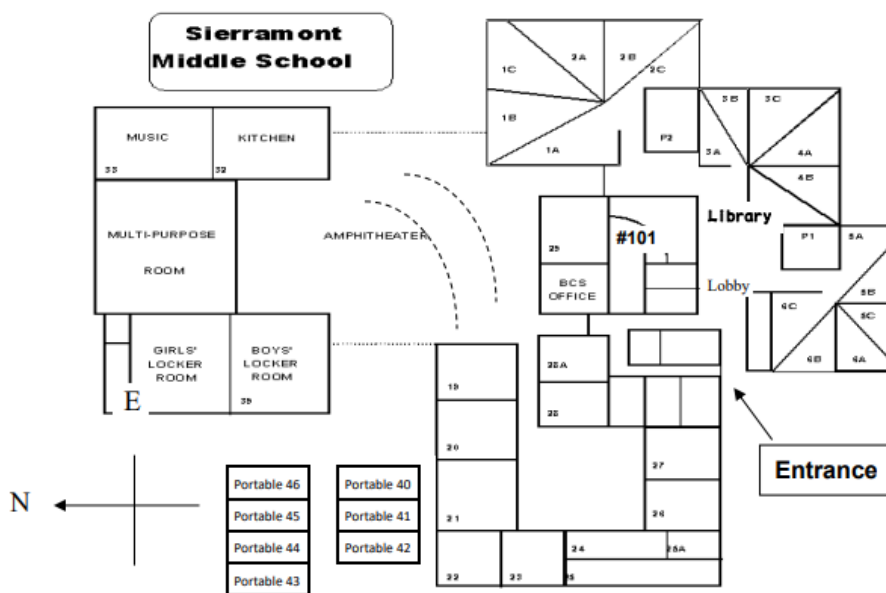 Sierramont
Middle School
1C
2A
2B
2C
1B
1A
MUSIC
33
KITCHEN
32
P2
3B
3C
3A
4A
4B
MULTI-PURPOSE
ROOM
AMPHITHEATER
29
#101
Library
P1
5A
BCS
OFFICE
1
Lobby
6C
5B
5C
6B
6A
GIRLS'
LOCKER
ROOM
BOYS'
LOCKER
ROOM
39
E
19
28A
28
20
27
Entrance
N
Portable 46
Portable 45
Portable 44
Portable 43
Portable 40
Portable 41
Portable 42
21
26
24
25A
22
23
25